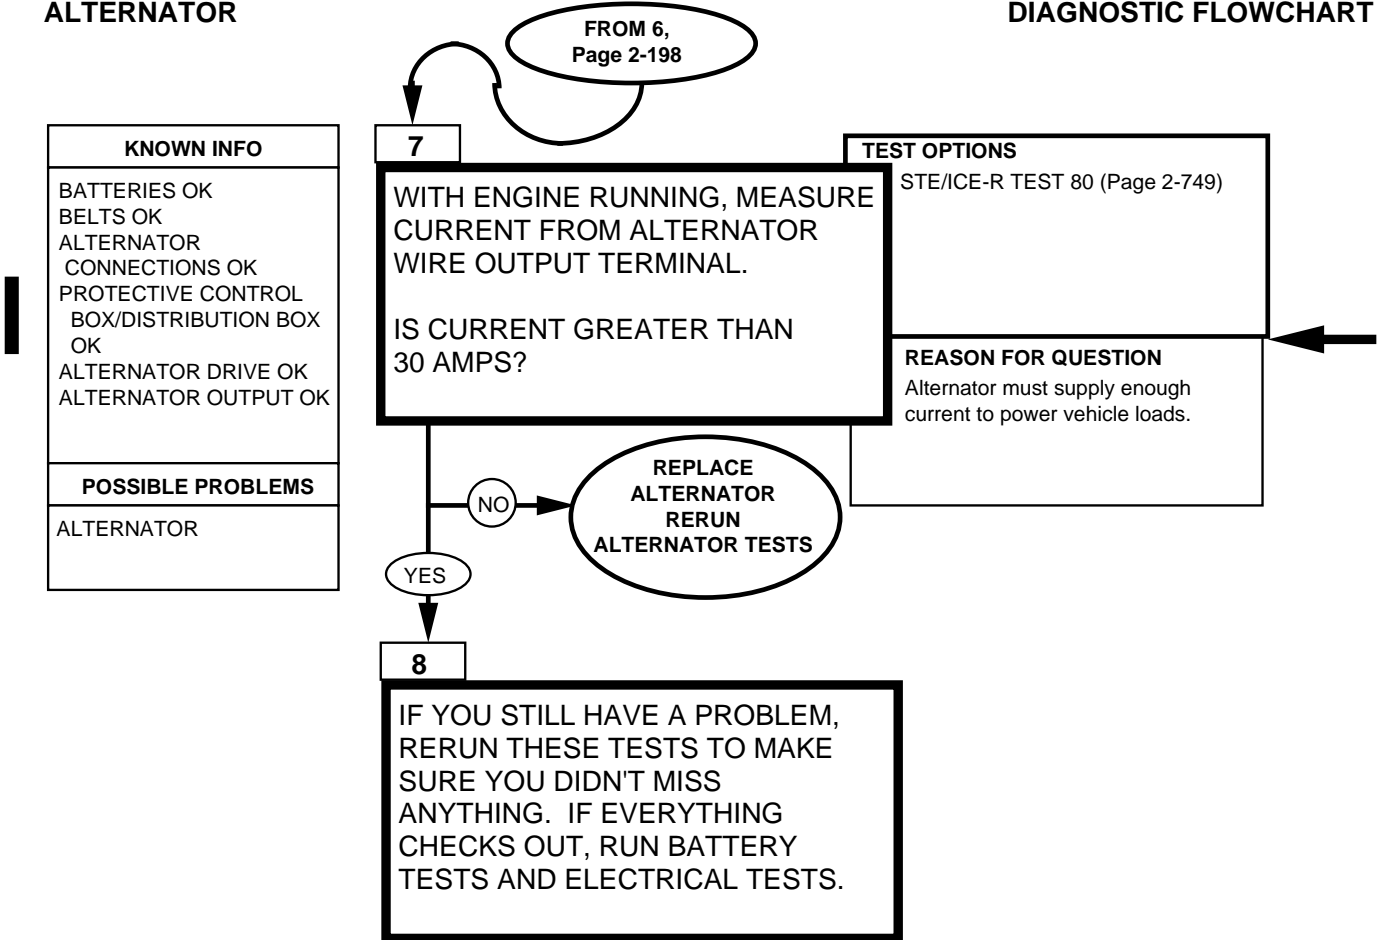 ALTERNATOR
DIAGNOSTIC FLOWCHART
FROM 6,
Page 2-198
KNOWN INFO
BATTERIES OK
BELTS OK
ALTERNATOR
CONNECTIONS OK
PROTECTIVE CONTROL
BOX/DISTRIBUTION BOX
OK
ALTERNATOR DRIVE OK
ALTERNATOR OUTPUT OK
POSSIBLE PROBLEMS
ALTERNATOR
7
WITH ENGINE RUNNING, MEASURE
CURRENT FROM ALTERNATOR
WIRE OUTPUT TERMINAL.
IS CURRENT GREATER THAN
30 AMPS?
TEST OPTIONS
STE/ICE-R TEST 80 (Page 2-749)
REASON FOR QUESTION
Alternator must supply enough
current to power vehicle loads.
NO
REPLACE
ALTERNATOR
RERUN
ALTERNATOR TESTS
YES
8
IF YOU STILL HAVE A PROBLEM,
RERUN THESE TESTS TO MAKE
SURE YOU DIDN'T MISS
ANYTHING.  IF EVERYTHING
CHECKS OUT, RUN BATTERY
TESTS AND ELECTRICAL TESTS.